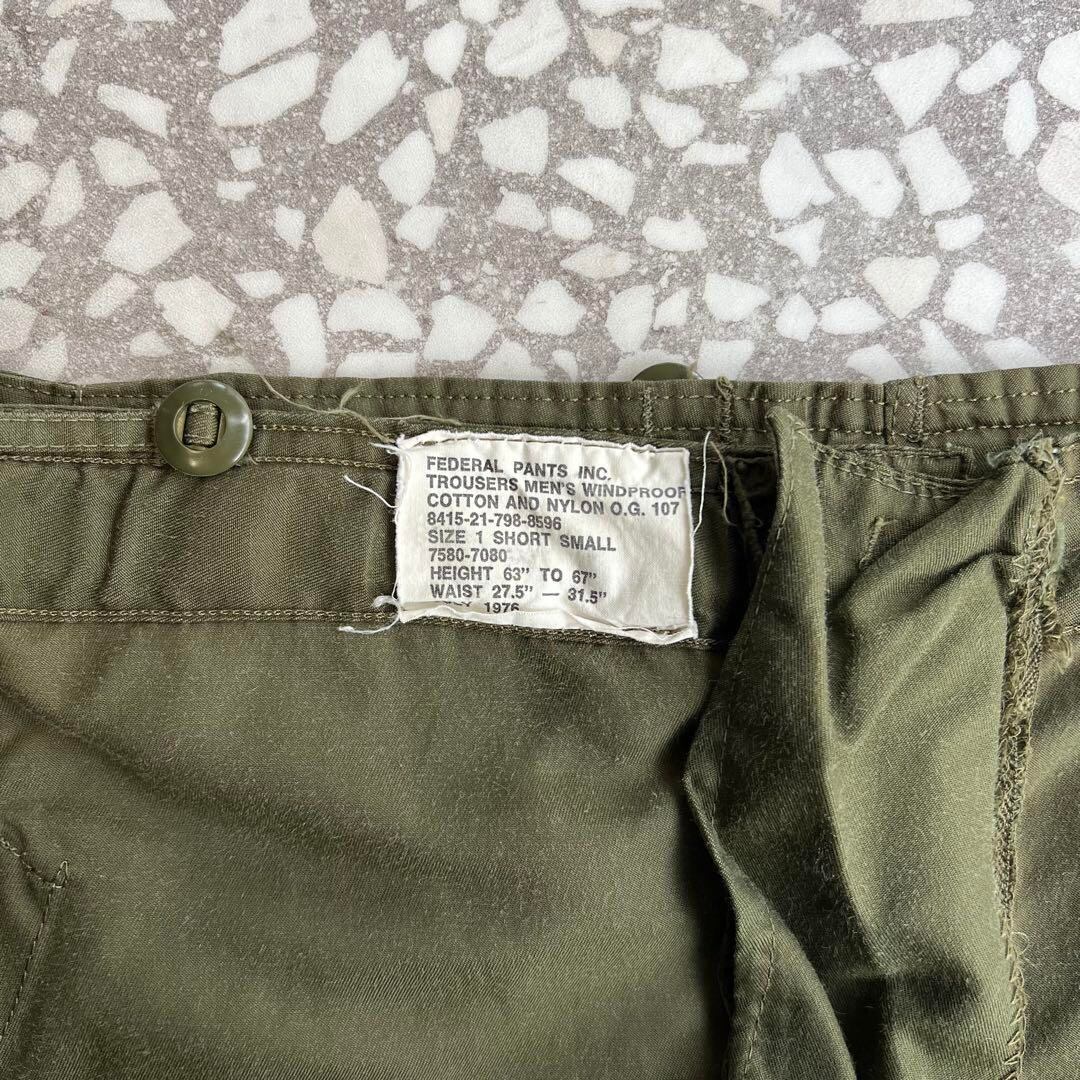 FEDERAL PANTS INC.
TROUSERS MEN'S WINDPROOF
COTTON AND NYLON O.G. 107
8415-21-798-8596
SIZE 1 SHORT SMALL
7580-7080
HEIGHT 63" TO 67"
WAIST 27.5" — 31.5"
1976